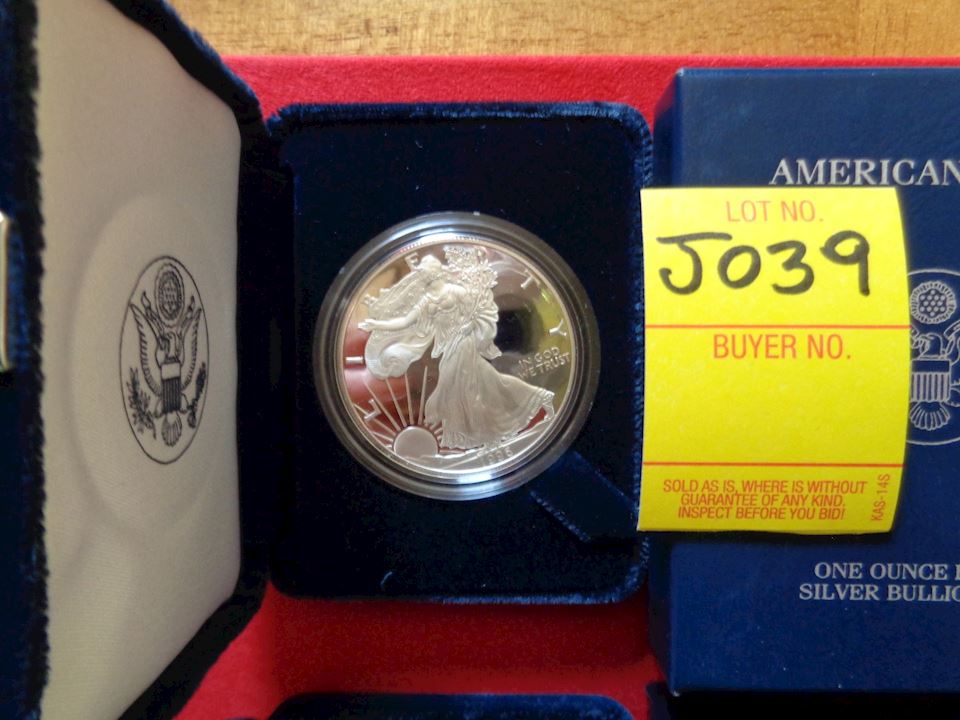 LIBERTY
IN GOD
WE TRUST
AMERICAN
LOT NO.
J039
BUYER NO.
SOLD AS IS, WHERE IS WITHOUT
GUARANTEE OF ANY KIND.
INSPECT BEFORE YOU BID!
KAS-14S
ONE OUNCE
SILVER BULLIO